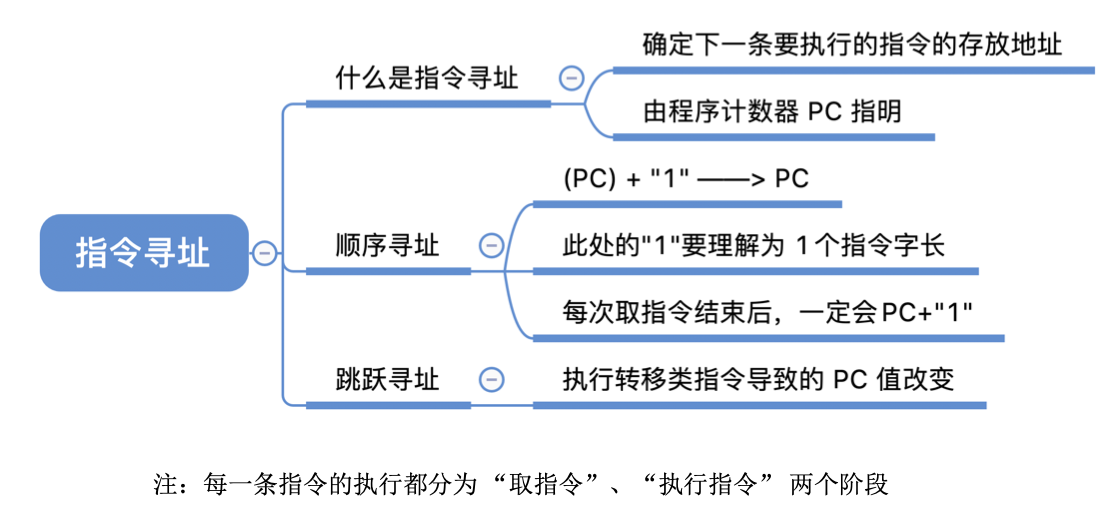 指令寻址
什么是指令寻址
确定下一条要执行的指令的存放地址
由程序计数器 PC 指明
顺序寻址
(PC) + "1" ——> PC
此处的"1"要理解为 1个指令字长
每次取指令结束后，一定会PC+"1"
跳跃寻址
执行转移类指令导致的 PC 值改变
注：每一条指令的执行都分为 “取指令”、“执行指令” 两个阶段